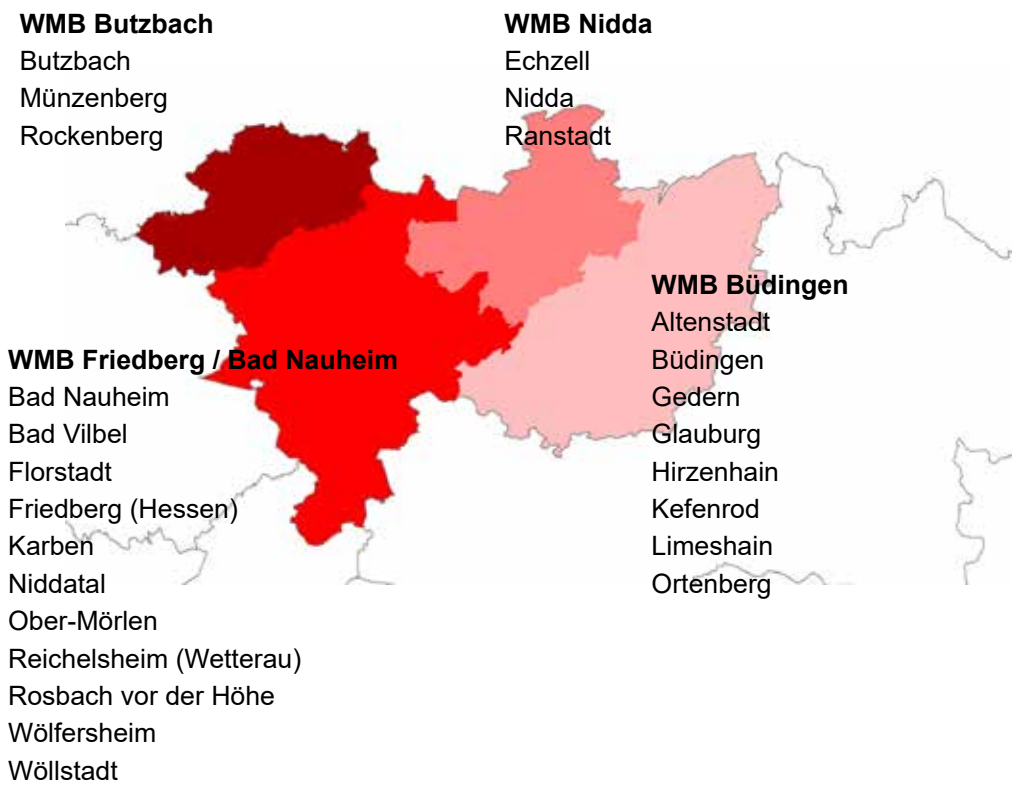 WMB Butzbach
Butzbach
Münzenberg
Rockenberg
WMB Nidda
Echzell
Nidda
Ranstadt
WMB Büdingen
Altenstadt
Büdingen
Gedern
Glauburg
Hirzenhain
Kefenrod
Limeshain
Ortenberg
WMB Friedberg / Bad Nauheim
Bad Nauheim
Bad Vilbel
Florstadt
Friedberg (Hessen)
Karben
Niddatal
Ober-Mörlen
Reichelsheim (Wetterau)
Rosbach vor der Höhe
Wölfersheim
Wöllstadt